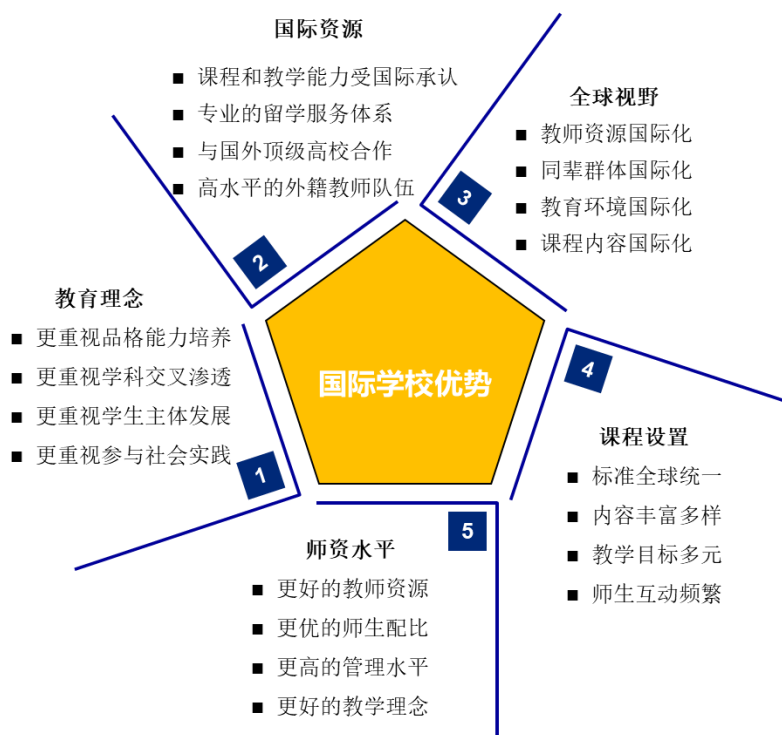 国际资源
■ 课程和教学能力受国际承认
■ 专业的留学服务体系
■ 与国外顶级高校合作
■ 高水平的外籍教师队伍
2
全球视野
■ 教师资源国际化
■ 同辈群体国际化
■ 教育环境国际化
■ 课程内容国际化
3
教育理念
■ 更重视品格能力培养
■ 更重视学科交叉渗透
■ 更重视学生主体发展
■ 更重视参与社会实践
1
国际学校优势
4
课程设置
■ 标准全球统一
■ 内容丰富多样
■ 教学目标多元
■ 师生互动频繁
5
师资水平
■ 更好的教师资源
■ 更优的师生配比
■ 更高的管理水平
■ 更好的教学理念